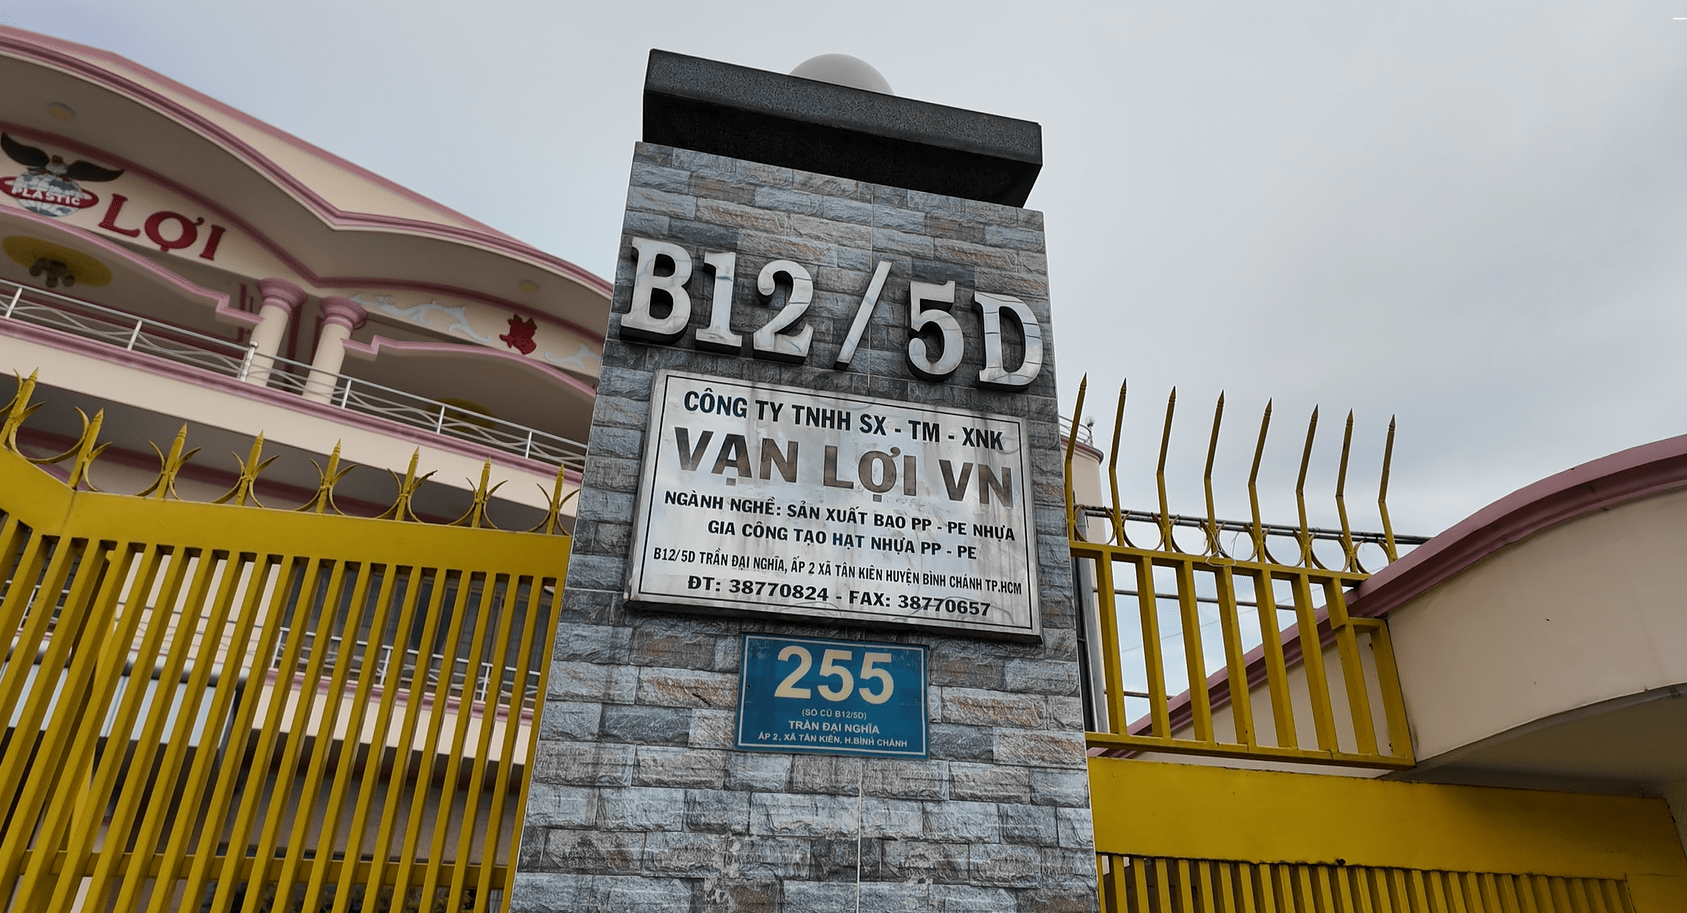 PLASTIC
LỢI
B12/5D
CÔNG TY TNHH SX - TM - XNK
VẠN LỢI VN
NGÀNH NGHỀ: SẢN XUẤT BAO PP - PE NHỰA
GIA CÔNG TẠO HẠT NHỰA PP - PE
B12/5D TRẦN ĐẠI NGHĨA, ẤP 2 XÃ TÂN KIÊN HUYỆN BÌNH CHÁNH TP.HCM
ĐT: 38770824 - FAX: 38770657
255
(SỐ CŨ B12/5D)
TRẦN ĐẠI NGHĨA
ẤP 2, XÃ TÂN KIÊN, H.BÌNH CHÁNH